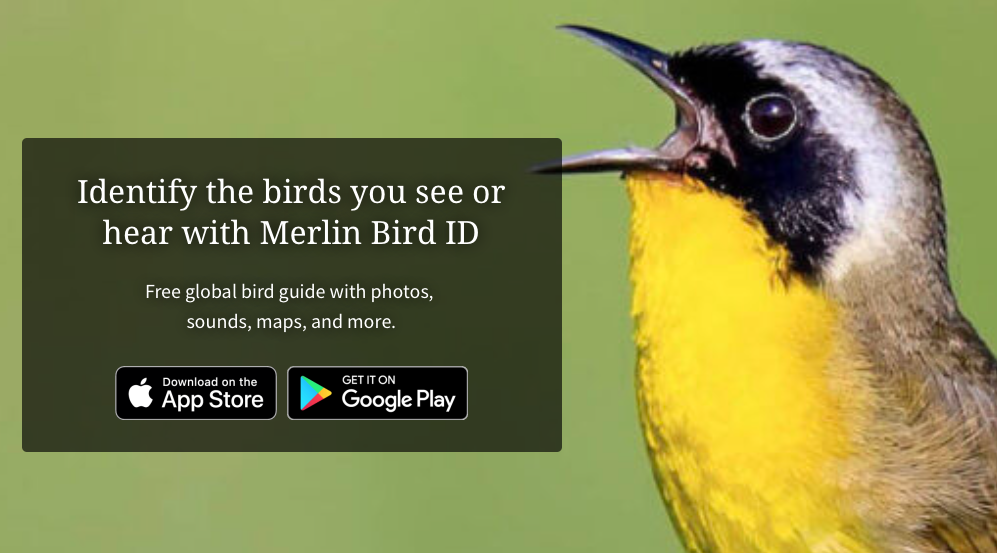 Identify the birds you see or
hear with Merlin Bird ID
Free global bird guide with photos,
sounds, maps, and more.
Download on the
App Store
GET IT ON
Google Play